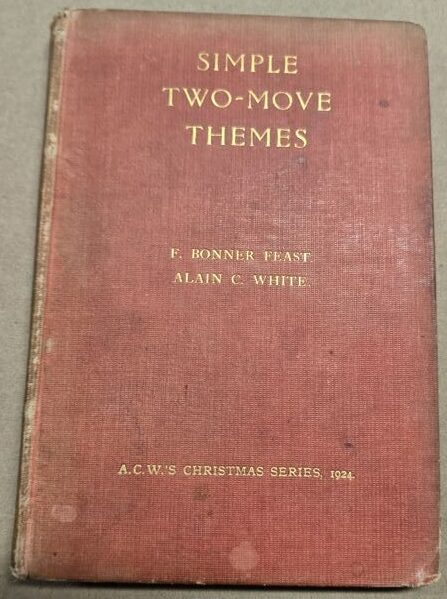 SIMPLE
TWO-MOVE
THEMES
F. BONNER FEAST.
ALAIN C. WHITE.
A.C.W.'S CHRISTMAS SERIES, 1924.